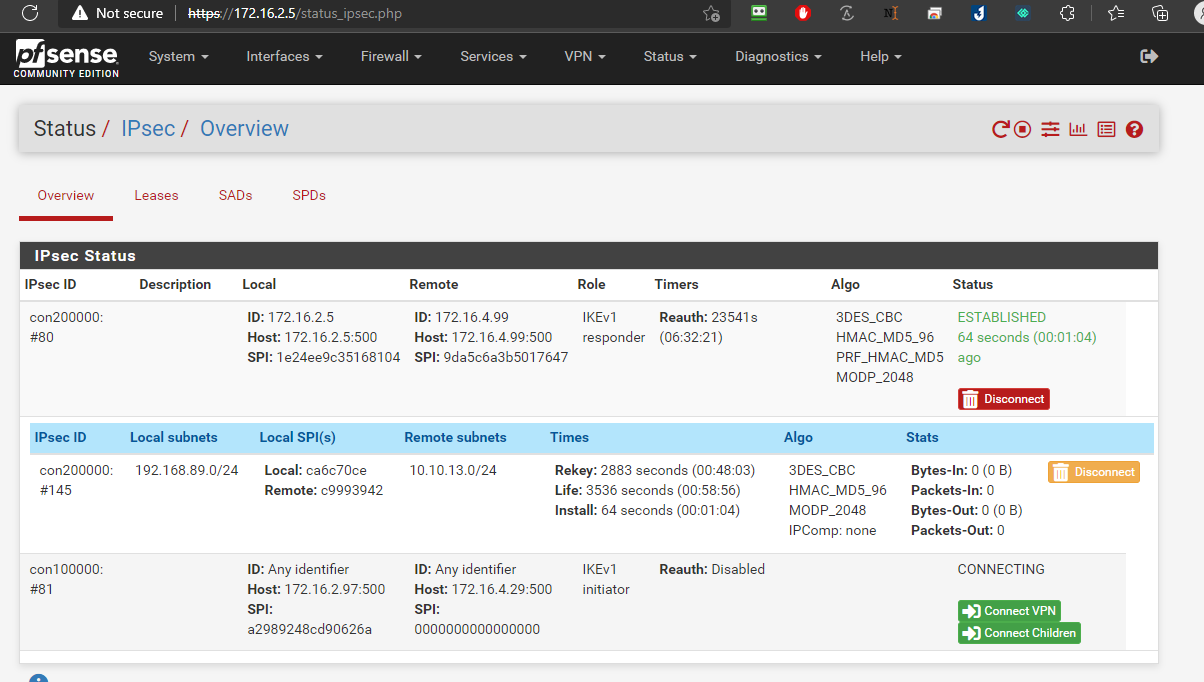 Not secure https://172.16.2.5/status_ipsec.php
pfsense
COMMUNITY EDITION
System Interfaces Firewall Services VPN Status Diagnostics Help
Status / IPsec / Overview
Overview Leases SADs SPDs
IPsec Status
IPsec ID Description Local Remote Role Timers Algo Status
con200000: ID: 172.16.2.5 ID: 172.16.4.99 IKEv1 Reauth: 23541s 3DES_CBC ESTABLISHED
#80 Host: 172.16.2.5:500 Host: 172.16.4.99:500 responder (06:32:21) HMAC_MD5_96 64 seconds (00:01:04)
SPI: 1e24ee9c35168104 SPI: 9da5c6a3b5017647 PRF_HMAC_MD5 ago
MODP_2048
Disconnect
IPsec ID Local subnets Local SPI(s) Remote subnets Times Algo Stats
con200000: 192.168.89.0/24 Local: ca6c70ce 10.10.13.0/24 Rekey: 2883 seconds (00:48:03) 3DES_CBC Bytes-In: 0 (0 B) Disconnect
#145 Remote: c9993942 Life: 3536 seconds (00:58:56) HMAC_MD5_96 Packets-In: 0
Install: 64 seconds (00:01:04) MODP_2048 Bytes-Out: 0 (0 B)
IPComp: none Packets-Out: 0
con100000: ID: Any identifier ID: Any identifier IKEv1 Reauth: Disabled CONNECTING
#81 Host: 172.16.2.97:500 Host: 172.16.4.29:500 initiator
SPI: SPI: Connect VPN
a2989248cd90626a 0000000000000000 Connect Children